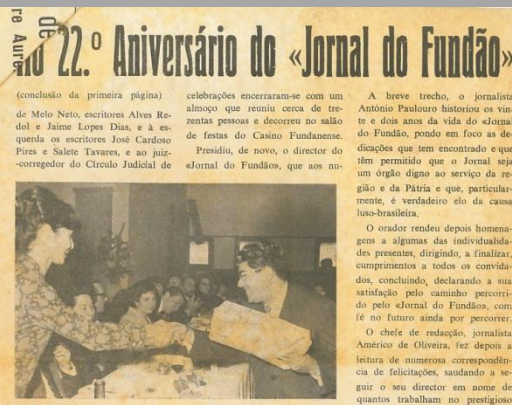 de
re Aure
no 22.º Aniversário do «Jornal do Fundão»
(conclusão da primeira página)
de Melo Neto, escritores Alves Re-
dol e Jaime Lopes Dias, e à es-
querda os escritores José Cardoso
Pires e Salete Tavares, e ao juiz-
-corregedor do Círculo Judicial de
celebrações encerraram-se com um
almoço que reuniu cerca de tre-
zentas pessoas e decorreu no salão
de festas do Casino Fundanense.
Presidiu, de novo, o director do
«Jornal do Fundão», que aos nu-
A breve trecho, o jornalista
António Paulouro historiou os vin-
te e dois anos da vida do «Jornal
do Fundão, pondo em foco as de-
dicações que tem encontrado e que
têm permitido que o Jornal seja
um órgão digno ao serviço da re-
gião e da Pátria e que, particular-
mente, é verdadeiro elo da causa
luso-brasileira.
O orador rendeu depois homena-
gens a algumas das individualida-
des presentes, dirigindo, a finalizar,
cumprimentos a todos os convida-
dos, concluindo, declarando a sua
satisfação pelo caminho percorri-
do pelo «Jornal do Fundão», com
fé no futuro ainda por percorrer.
O chefe de redacção, jornalista
Américo de Oliveira, fez depois a
leitura de numerosa correspondên-
cia de felicitações, saudando a se-
guir o seu director em nome de
quantos trabalham no prestigioso